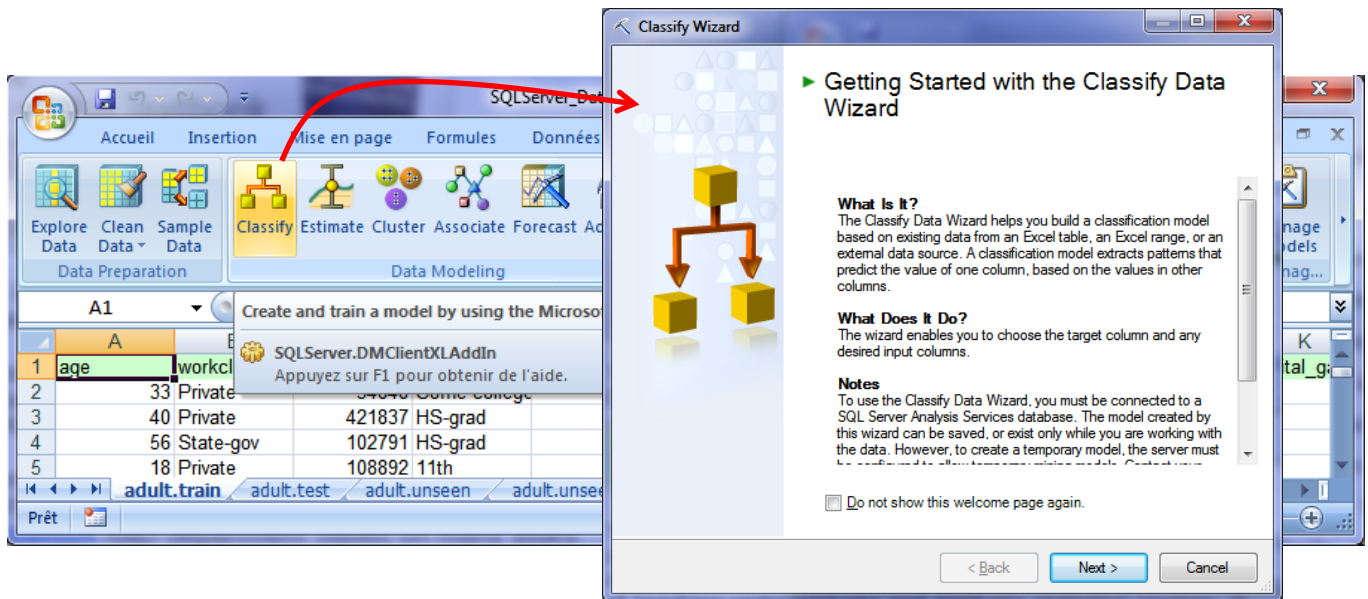 SQLServer_Dat
Accueil Insertion Mise en page Formules Données
Explore Data
Clean Data
Sample Data
Classify Estimate Cluster Associate Forecast Ad
nage
dels
Data Preparation
Data Modeling
nag...
A1
Create and train a model by using the Microso
SQLServer.DMClientXLAddIn
Appuyez sur F1 pour obtenir de l'aide.
A K
1 age workcl ital_ga
2 33 Private
3 40 Private 421837 HS-grad
4 56 State-gov 102791 HS-grad
5 18 Private 108892 11th
adult.train adult.test adult.unseen adult.unsee
Prêt
Classify Wizard
Getting Started with the Classify Data
Wizard
What Is It?
The Classify Data Wizard helps you build a classification model
based on existing data from an Excel table, an Excel range, or an
external data source. A classification model extracts patterns that
predict the value of one column, based on the values in other
columns.
What Does It Do?
The wizard enables you to choose the target column and any
desired input columns.
Notes
To use the Classify Data Wizard, you must be connected to a
SQL Server Analysis Services database. The model created by
this wizard can be saved, or exist only while you are working with
the data. However, to create a temporary model, the server must
Do not show this welcome page again.
< Back Next > Cancel